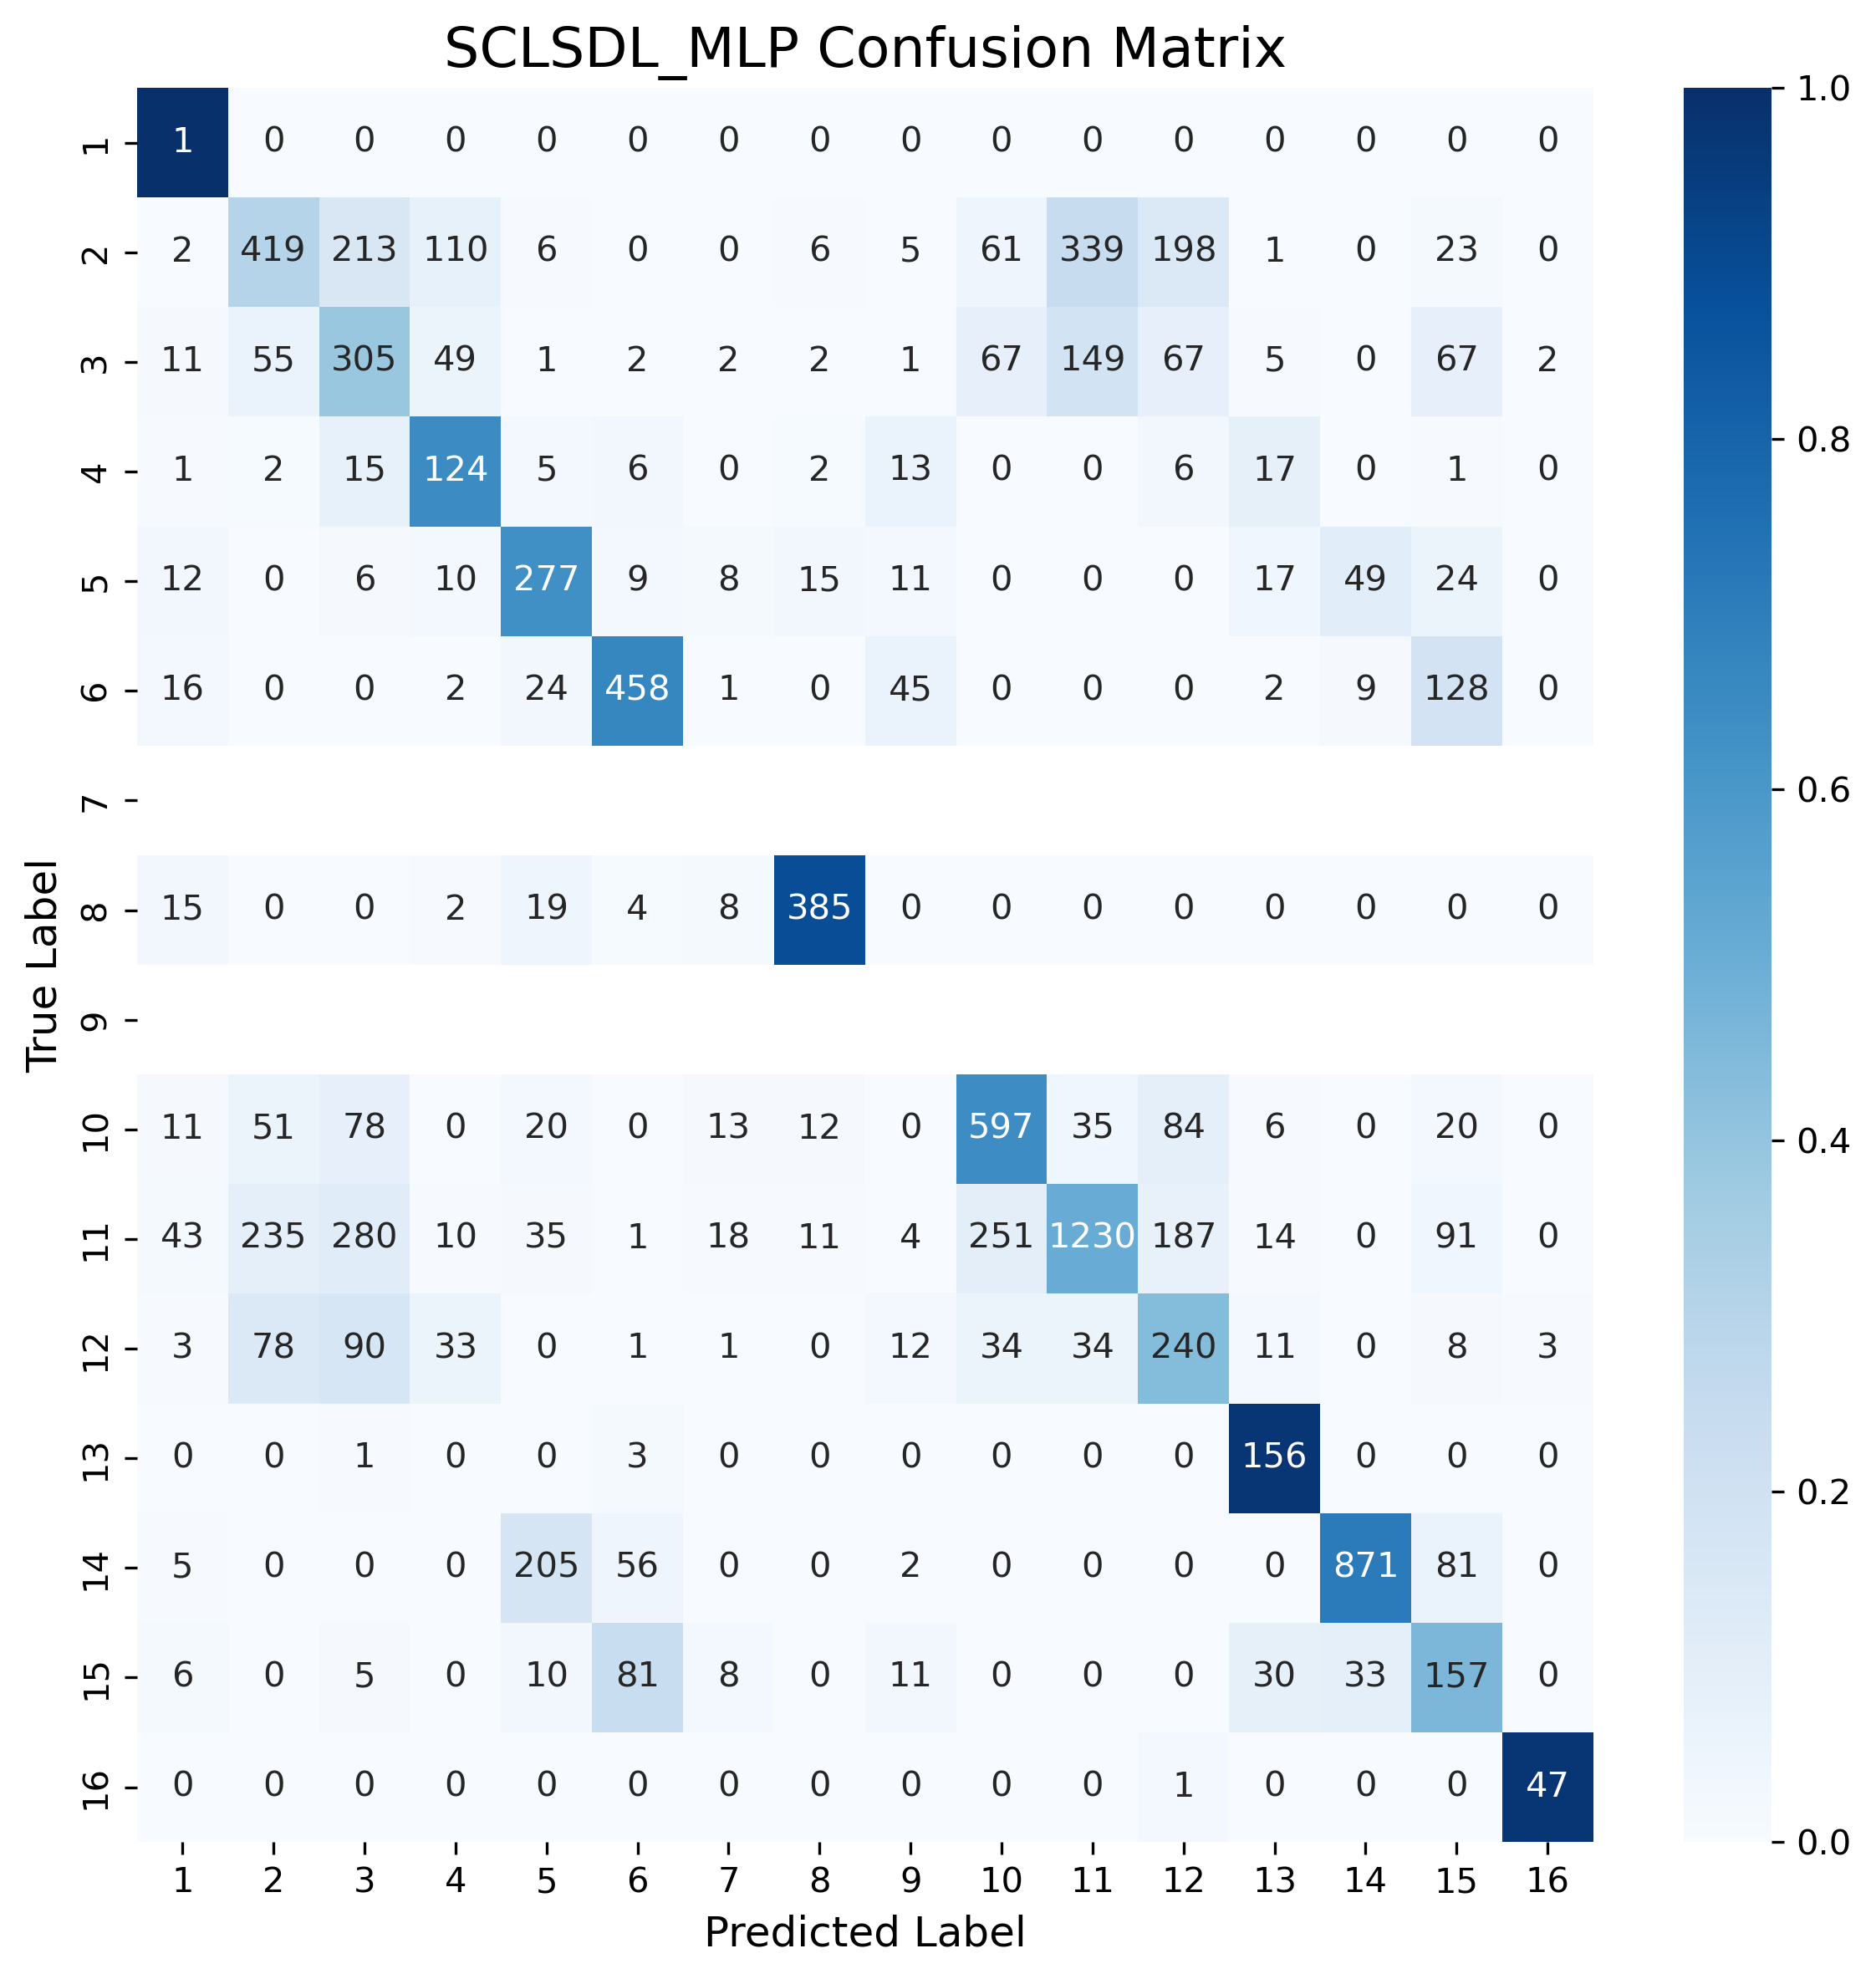 SCLSDL_MLP Confusion Matrix
1 1 0 0 0 0 0 0 0 0 0 0 0 0 0 0 0
2 2 419 213 110 6 0 0 6 5 61 339 198 1 0 23 0
3 11 55 305 49 1 2 2 2 1 67 149 67 5 0 67 2
4 1 2 15 124 5 6 0 2 13 0 0 6 17 0 1 0
5 12 0 6 10 277 9 8 15 11 0 0 0 17 49 24 0
6 16 0 0 2 24 458 1 0 45 0 0 0 2 9 128 0
7
8 15 0 0 2 19 4 8 385 0 0 0 0 0 0 0 0
9
10 11 51 78 0 20 0 13 12 0 597 35 84 6 0 20 0
11 43 235 280 10 35 1 18 11 4 251 1230 187 14 0 91 0
12 3 78 90 33 0 1 1 0 12 34 34 240 11 0 8 3
13 0 0 1 0 0 3 0 0 0 0 0 0 156 0 0 0
14 5 0 0 0 205 56 0 0 2 0 0 0 0 871 81 0
15 6 0 5 0 10 81 8 0 11 0 0 0 30 33 157 0
16 0 0 0 0 0 0 0 0 0 0 0 1 0 0 0 47
1 2 3 4 5 6 7 8 9 10 11 12 13 14 15 16
Predicted Label
True Label
1.0
0.8
0.6
0.4
0.2
0.0